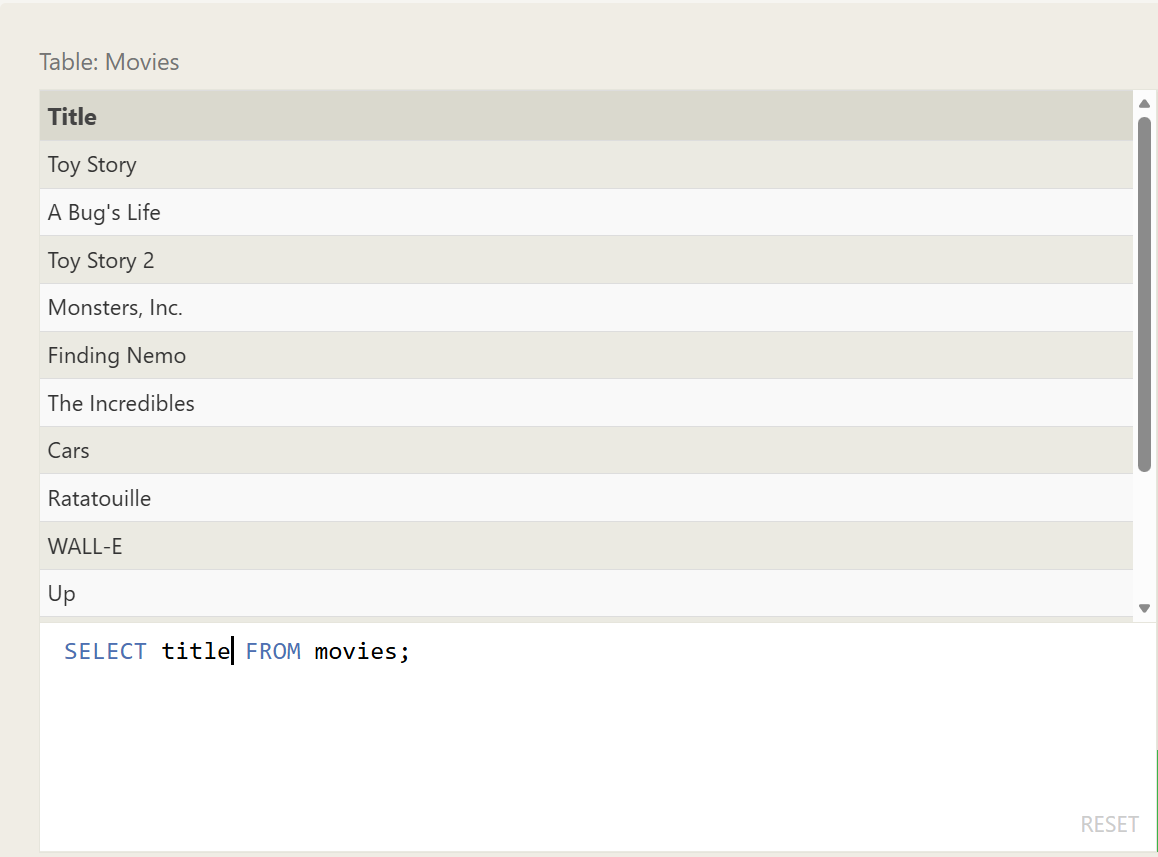 Table: Movies
Title
Toy Story
A Bug's Life
Toy Story 2
Monsters, Inc.
Finding Nemo
The Incredibles
Cars
Ratatouille
WALL-E
Up
SELECT title FROM movies;
RESET